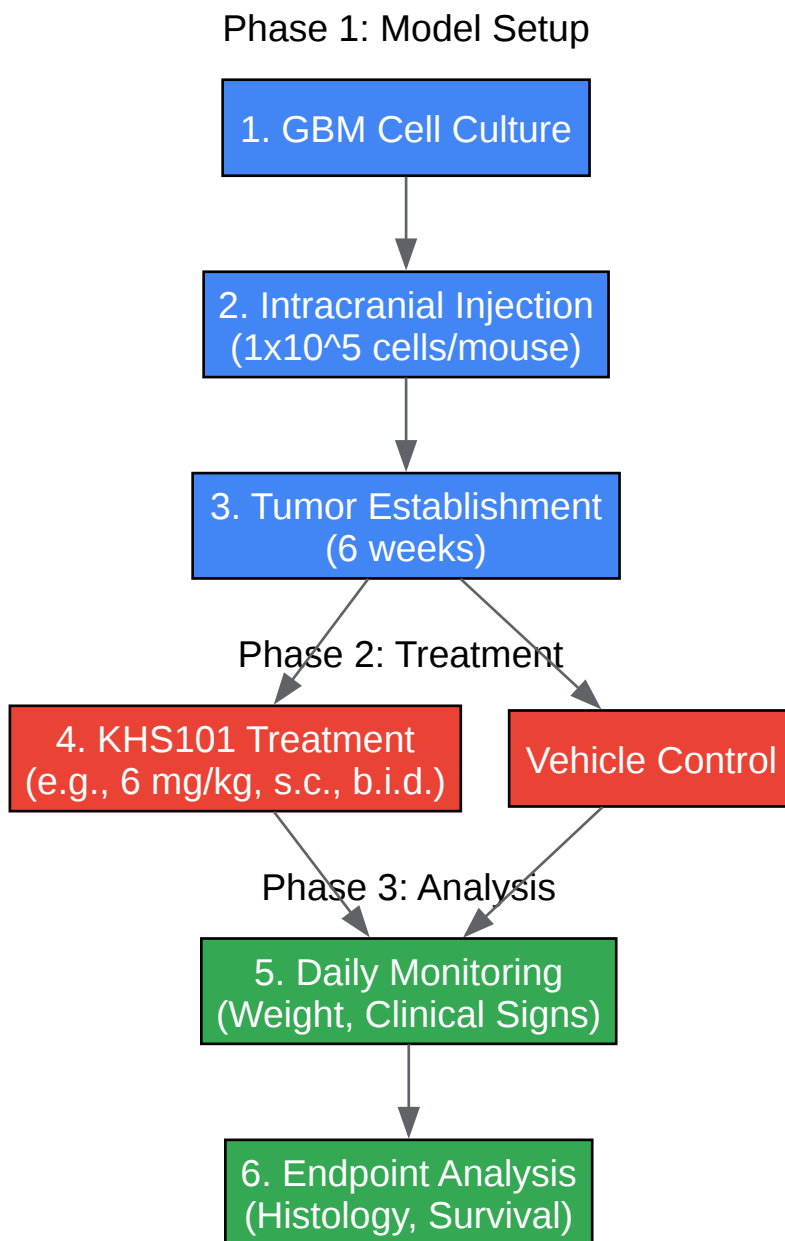 Phase 1: Model Setup
1. GBM Cell Culture
2. Intracranial Injection
(1x10^5 cells/mouse)
3. Tumor Establishment
(6 weeks)
Phase 2: Treatment
4. KHS101 Treatment
(e.g., 6 mg/kg, s.c., b.i.d.)
Vehicle Control
Phase 3: Analysis
5. Daily Monitoring
(Weight, Clinical Signs)
6. Endpoint Analysis
(Histology, Survival)